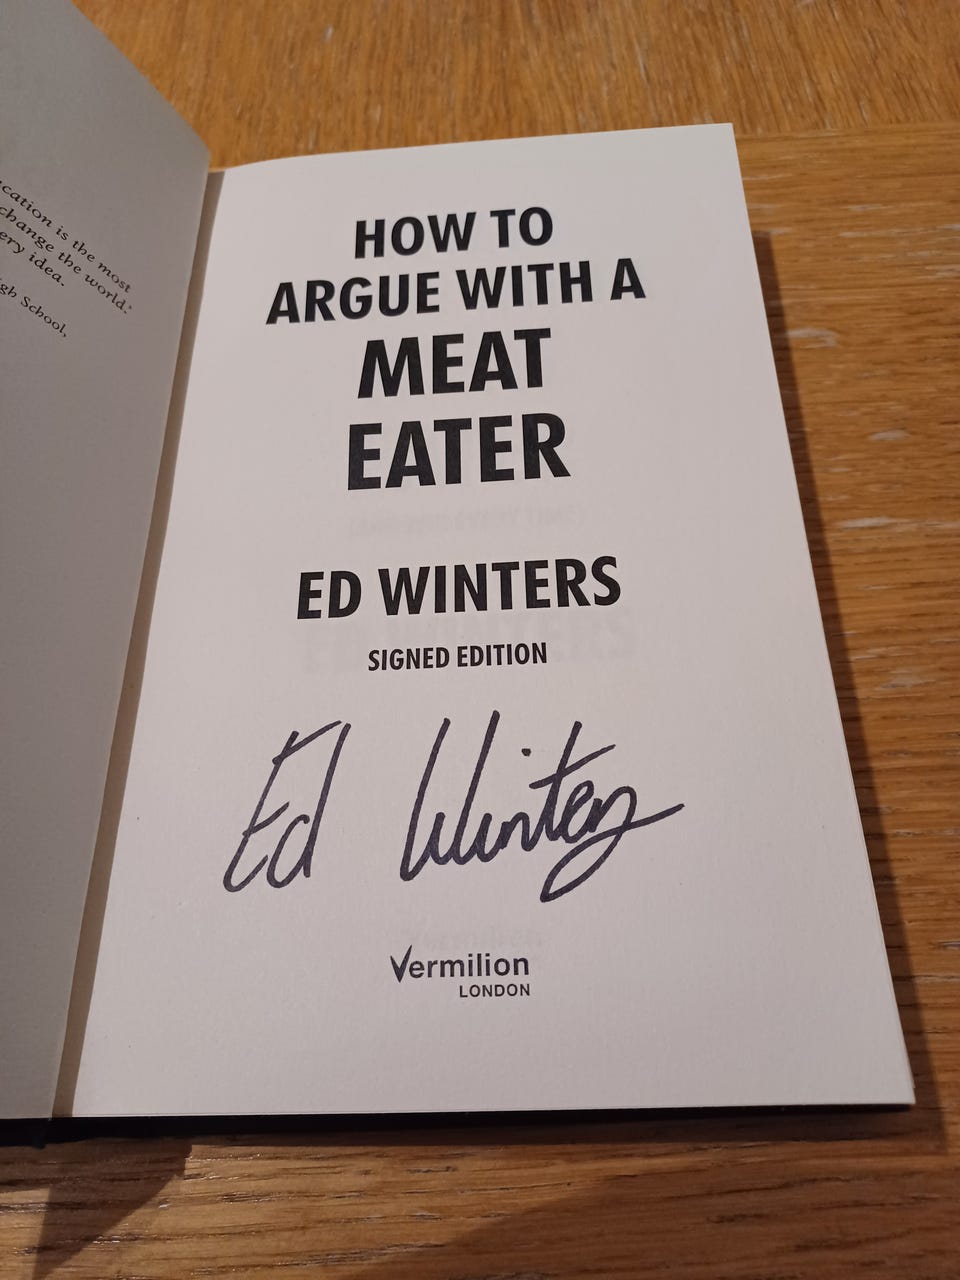 cation is the most
change the world.'
ery idea.
gh School,
HOW TO
ARGUE WITH A
MEAT
EATER
ED WINTERS
SIGNED EDITION
Ed Winters
Vermilion
LONDON